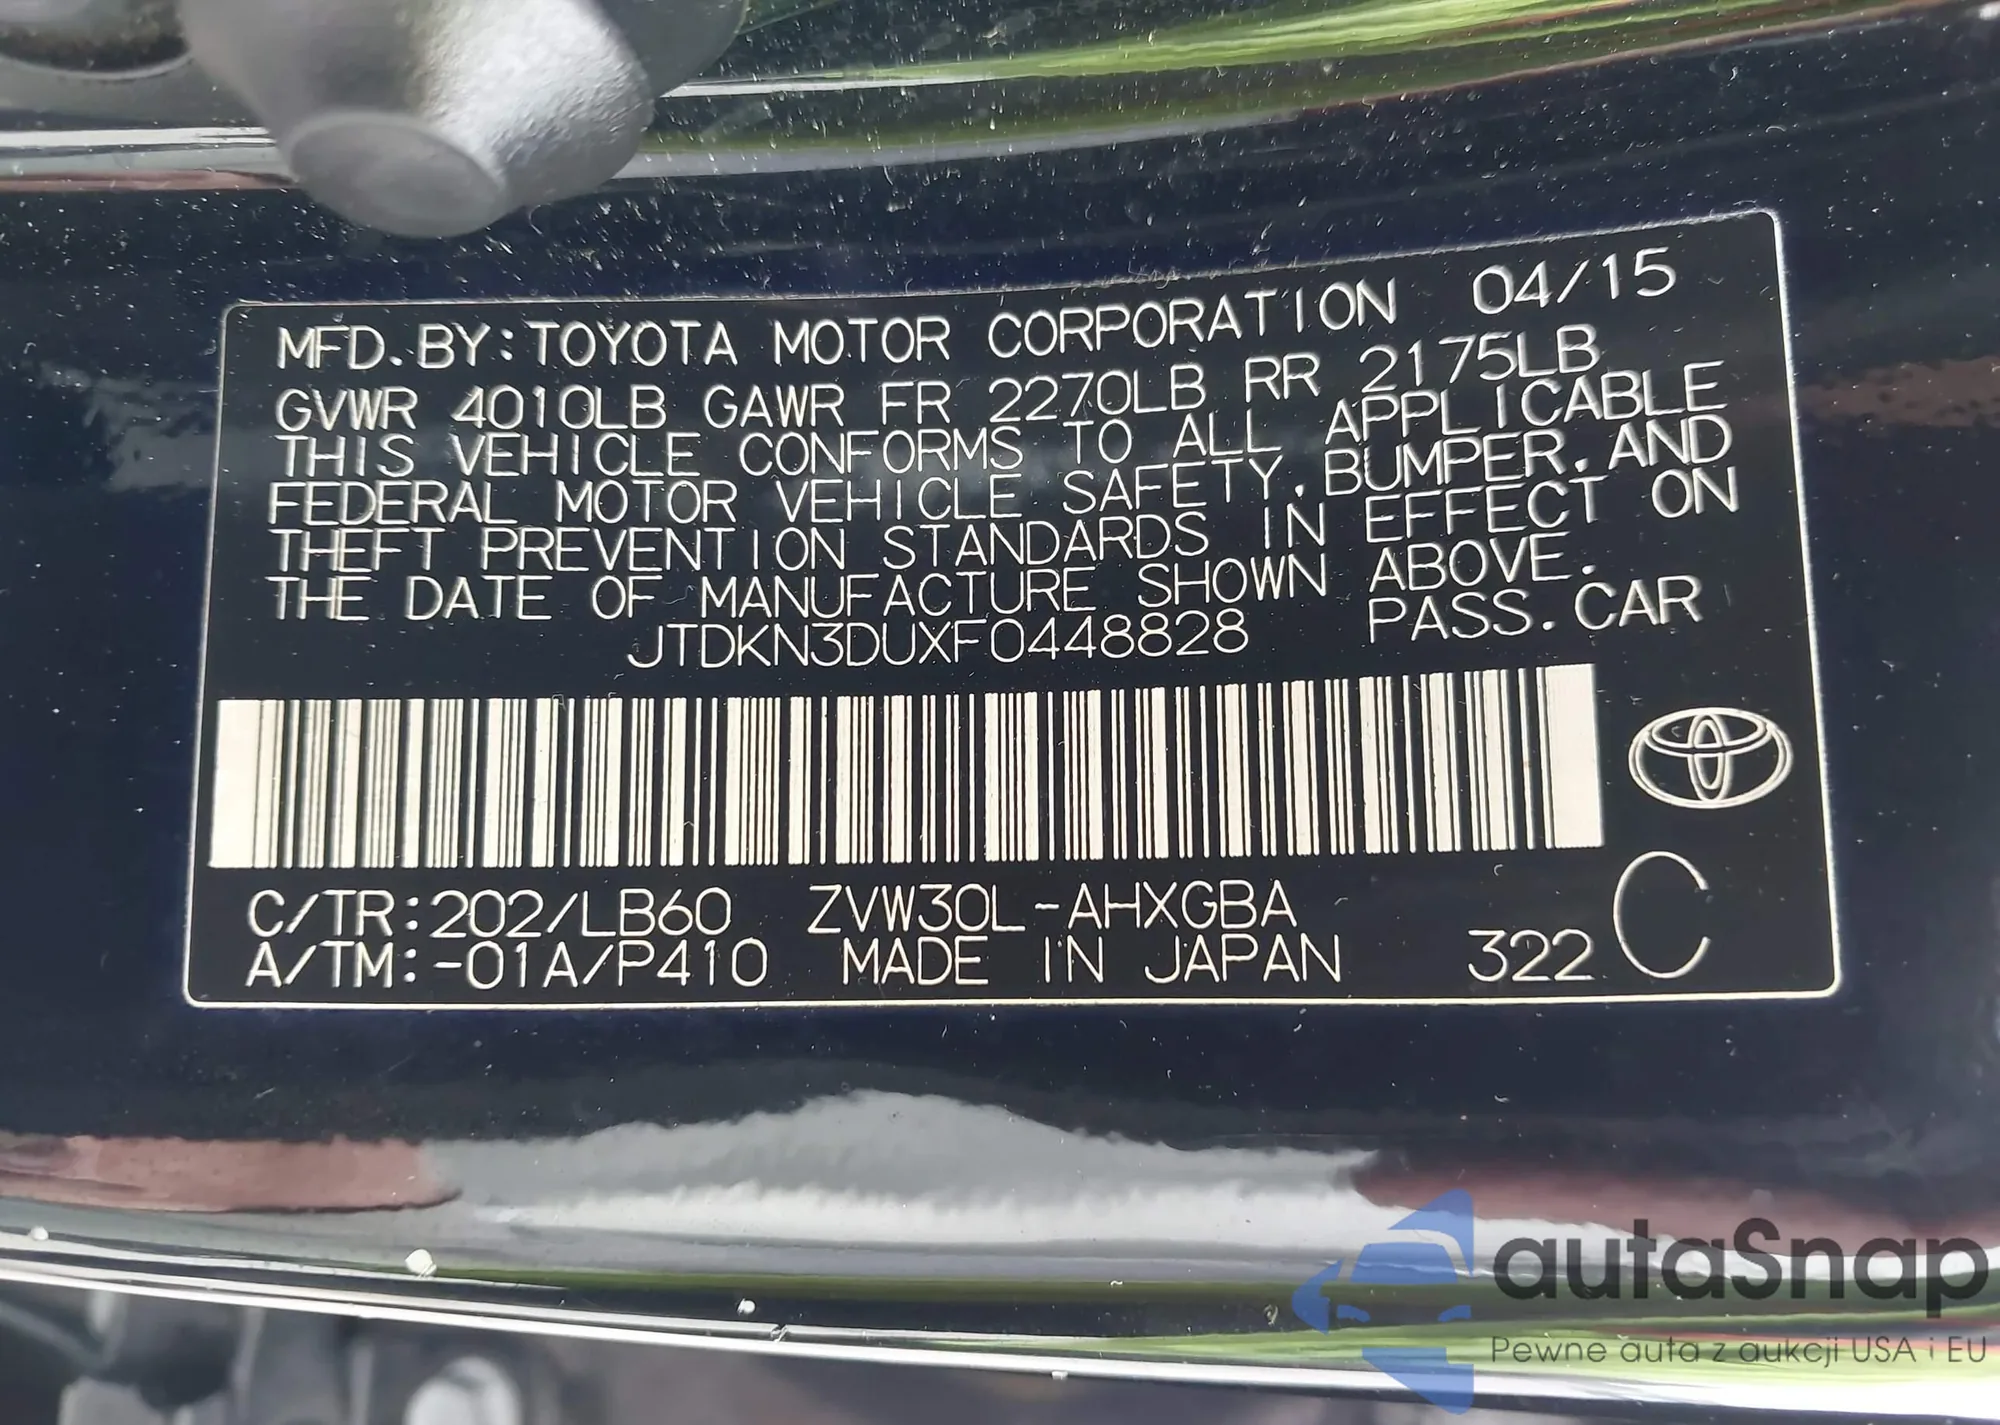 MFD. BY: TOYOTA MOTOR CORPORATION 04/15
GVWR 4010LB GAWR FR 2270LB RR 2175LB
THIS VEHICLE CONFORMS TO ALL APPLICABLE
FEDERAL MOTOR VEHICLE SAFETY, BUMPER, AND
THEFT PREVENTION STANDARDS IN EFFECT ON
THE DATE OF MANUFACTURE SHOWN ABOVE.
JTDKN3DUXF0448828 PASS. CAR
C/TR: 202/LB60 ZVW30L-AHXGBA
A/TM: -01A/P410 MADE IN JAPAN 322 C
autaSnap
Pewne auta z aukcji USA i EU